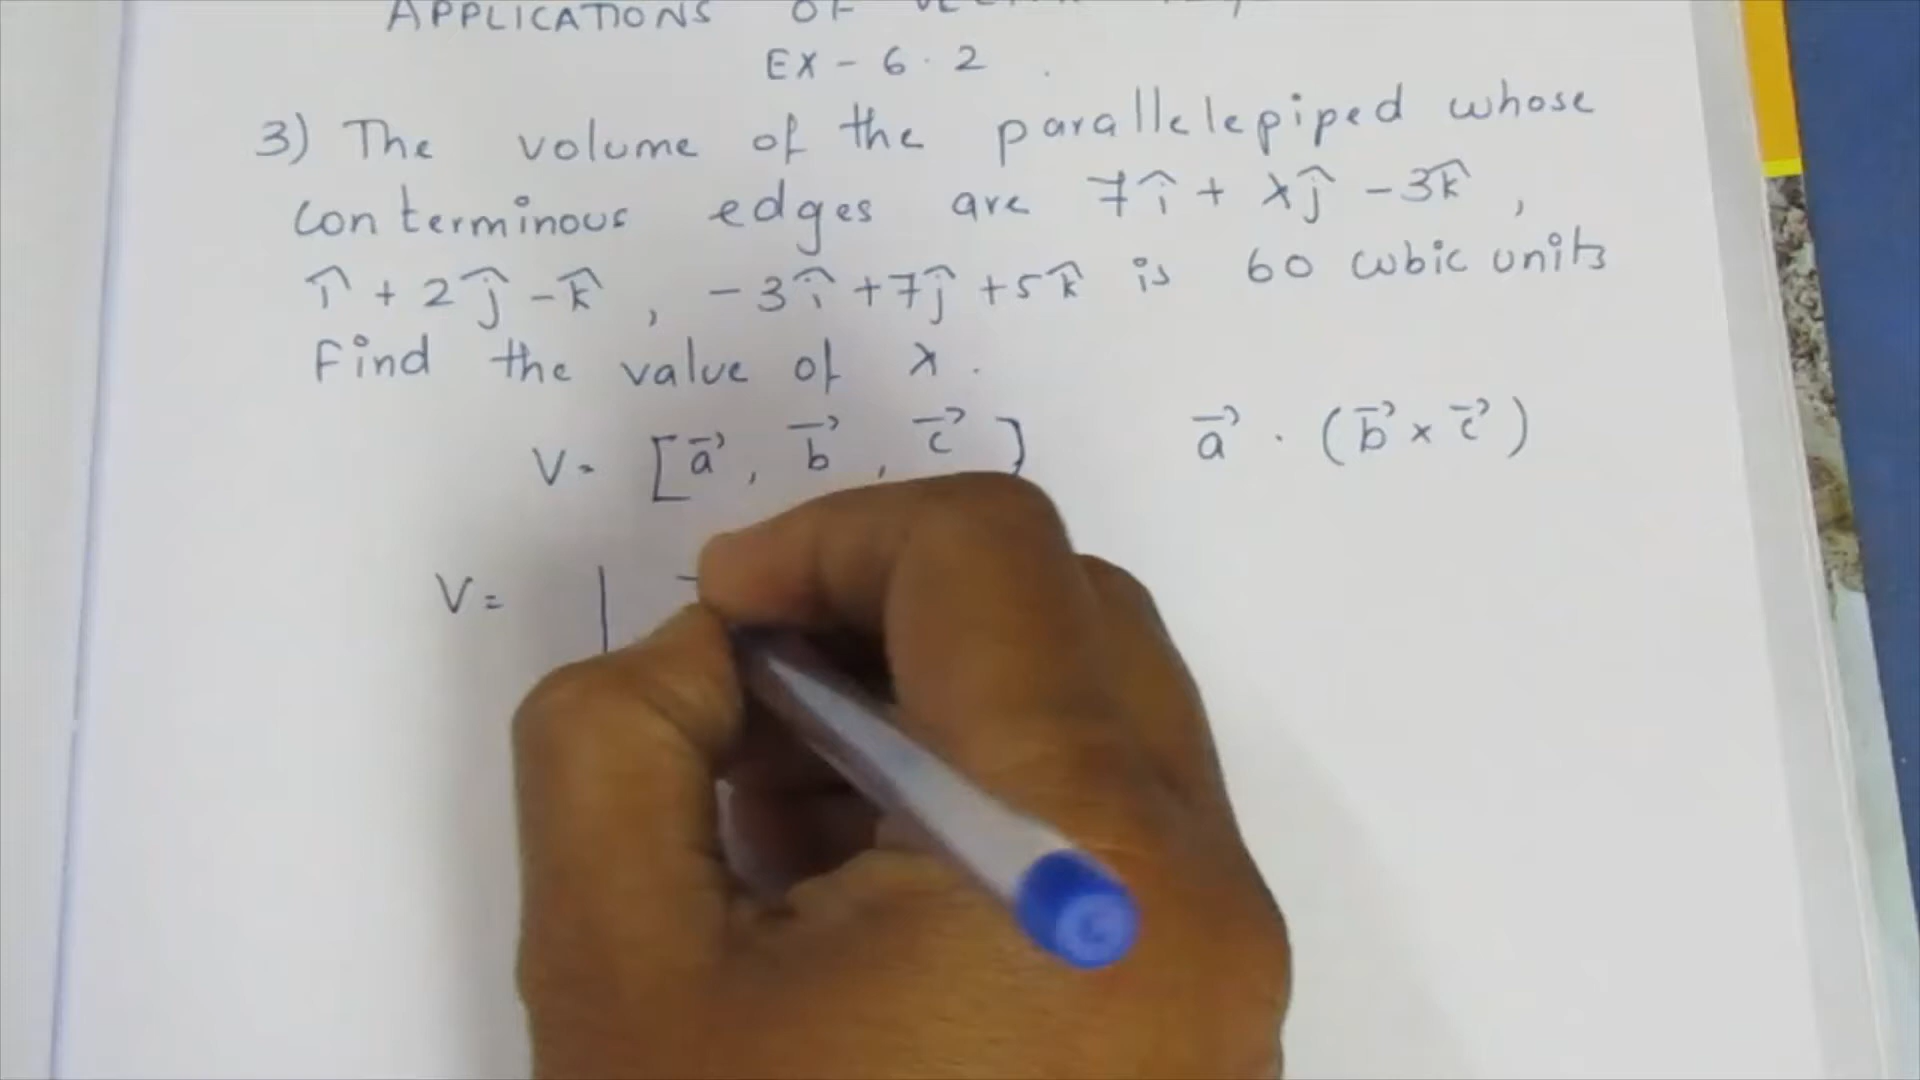 APPLICATIONS OF
EX - 6.2
3) The volume of the parallelepiped whose
conterminous edges are 7î + λĵ - 3k̂ ,
î + 2ĵ - k̂ , -3î + 7ĵ + 5k̂ is 60 cubic units
Find the value of λ .
V = [a⃗ , b⃗ , c⃗ ] a⃗ · (b⃗ × c⃗)
V = |